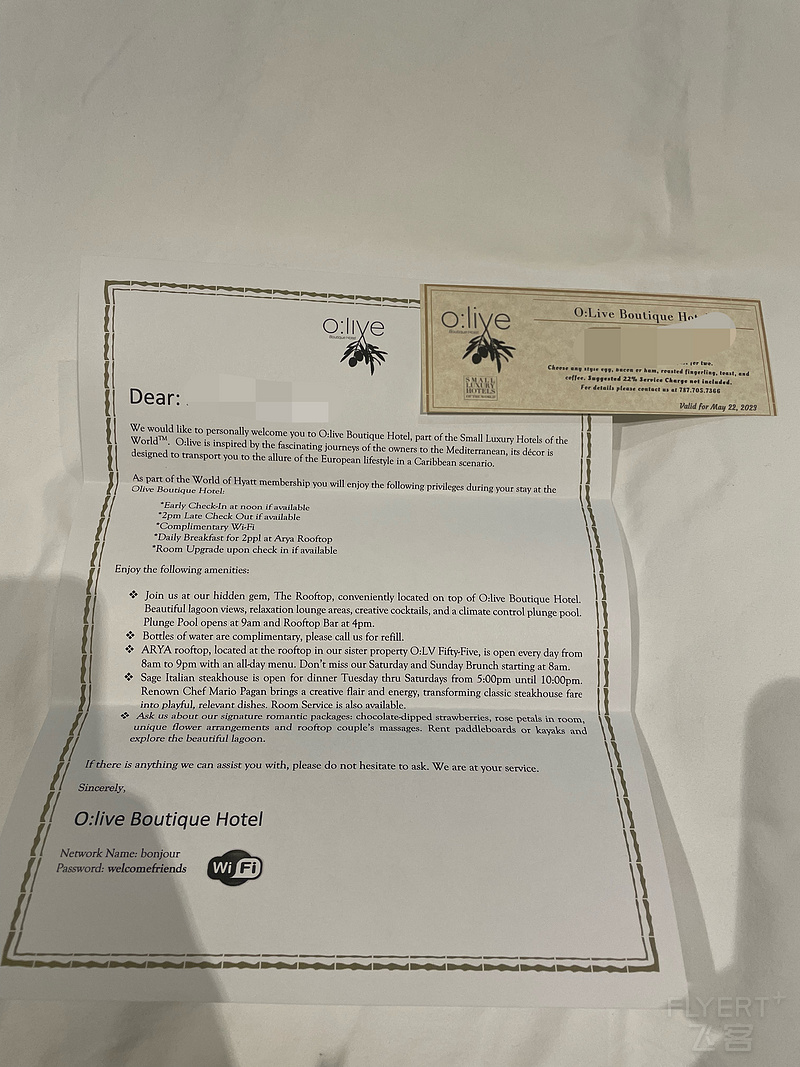 o:live
Boutique Hotel
Dear:
We would like to personally welcome you to O:live Boutique Hotel, part of the Small Luxury Hotels of the
World™. O:live is inspired by the fascinating journeys of the owners to the Mediterranean, its décor is
designed to transport you to the allure of the European lifestyle in a Caribbean scenario.
As part of the World of Hyatt membership you will enjoy the following privileges during your stay at the
Olive Boutique Hotel:
*Early Check-In at noon if available
*2pm Late Check Out if available
*Complimentary Wi-Fi
*Daily Breakfast for 2ppl at Arya Rooftop
*Room Upgrade upon check in if available
Enjoy the following amenities:
❖ Join us at our hidden gem, The Rooftop, conveniently located on top of O:live Boutique Hotel.
Beautiful lagoon views, relaxation lounge areas, creative cocktails, and a climate control plunge pool.
Plunge Pool opens at 9am and Rooftop Bar at 4pm.
❖ Bottles of water are complimentary, please call us for refill.
❖ ARYA rooftop, located at the rooftop in our sister property O:LV Fifty-Five, is open every day from
8am to 9pm with an all-day menu. Don't miss our Saturday and Sunday Brunch starting at 8am.
❖ Sage Italian steakhouse is open for dinner Tuesday thru Saturdays from 5:00pm until 10:00pm.
Renown Chef Mario Pagan brings a creative flair and energy, transforming classic steakhouse fare
into playful, relevant dishes. Room Service is also available.
❖ Ask us about our signature romantic packages: chocolate-dipped strawberries, rose petals in room,
unique flower arrangements and rooftop couple's massages. Rent paddleboards or kayaks and
explore the beautiful lagoon.
If there is anything we can assist you with, please do not hesitate to ask. We are at your service.
Sincerely,
O:live Boutique Hotel
Network Name: bonjour
Password: welcomefriends
Wi Fi
o:live
Boutique Hotel
SMALL
LUXURY
HOTELS
OF THE WORLD
O:Live Boutique
for two.
Choose any style egg, bacon or ham, roasted fingerling, toast, and
coffee. Suggested 22% Service Charge not included.
For details please contact us at 787.705.7366
Valid for May 22, 2023
FLYERT+
飞客